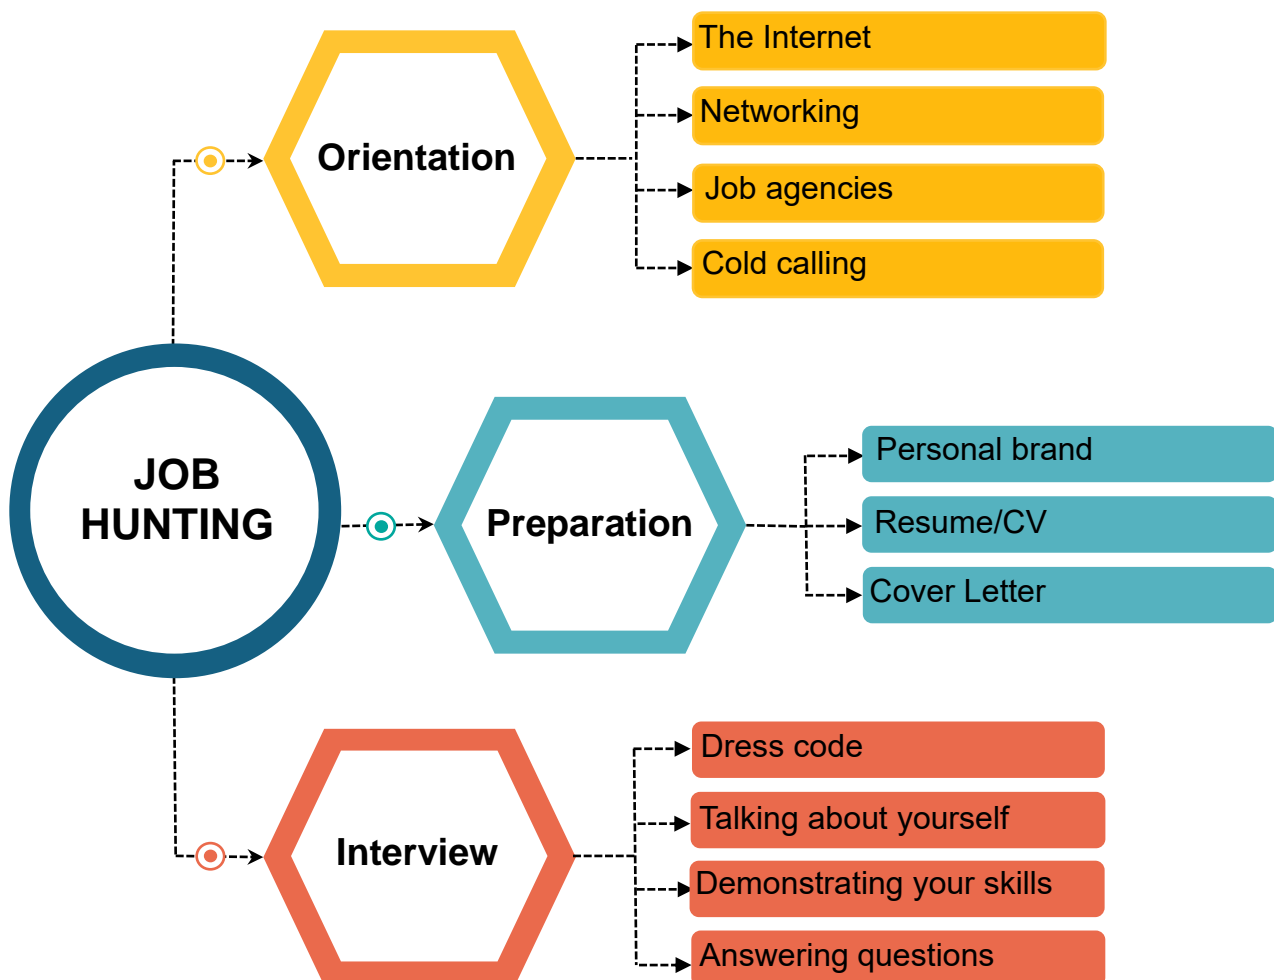 JOB
HUNTING
Orientation
The Internet
Networking
Job agencies
Cold calling
Preparation
Personal brand
Resume/CV
Cover Letter
Interview
Dress code
Talking about yourself
Demonstrating your skills
Answering questions